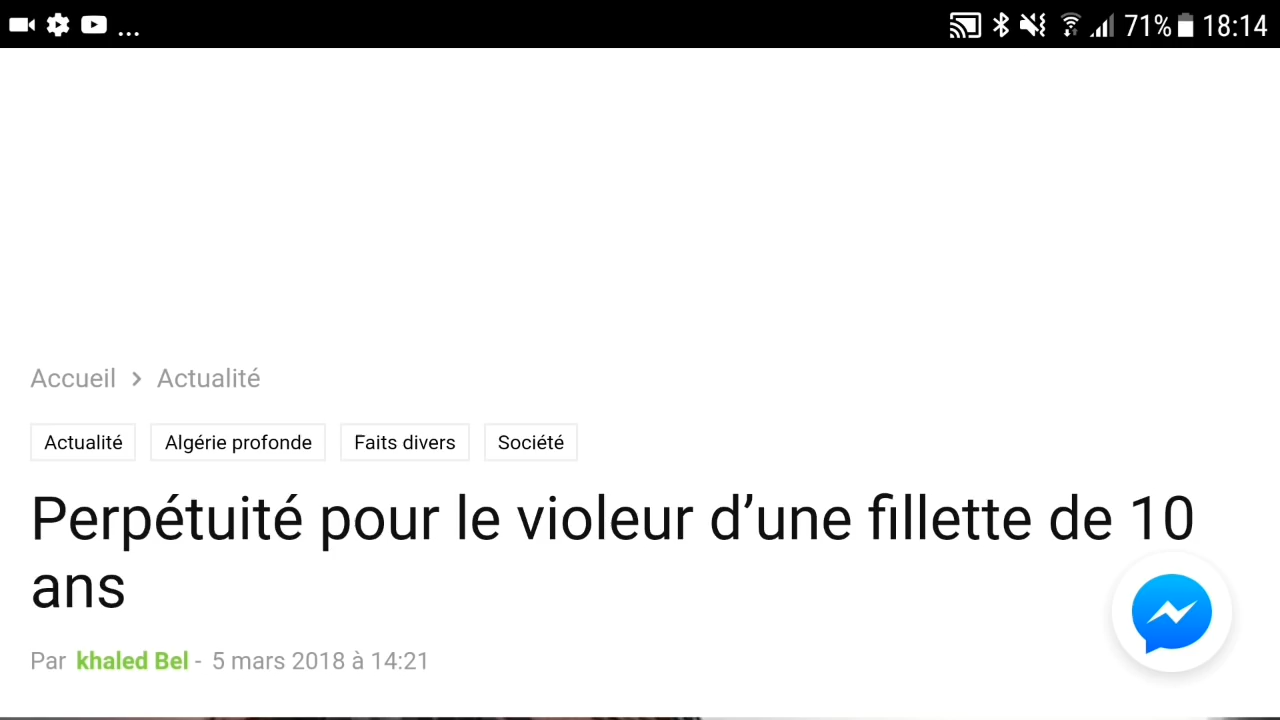 ... 71% 18:14
Accueil > Actualité
Actualité Algérie profonde Faits divers Société
Perpétuité pour le violeur d’une fillette de 10
ans
Par khaled Bel - 5 mars 2018 à 14:21